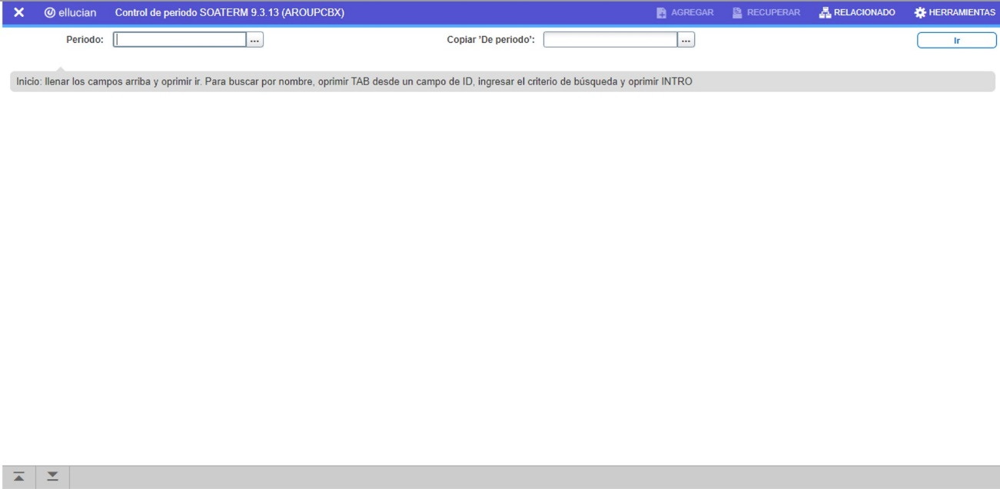 ellucian Control de periodo SOATERM 9.3.13 (AROUPCBX) AGREGAR RECUPERAR RELACIONADO HERRAMIENTAS
Periodo: ... Copiar 'De periodo': ... Ir
Inicio: llenar los campos arriba y oprimir ir. Para buscar por nombre, oprimir TAB desde un campo de ID, ingresar el criterio de búsqueda y oprimir INTRO